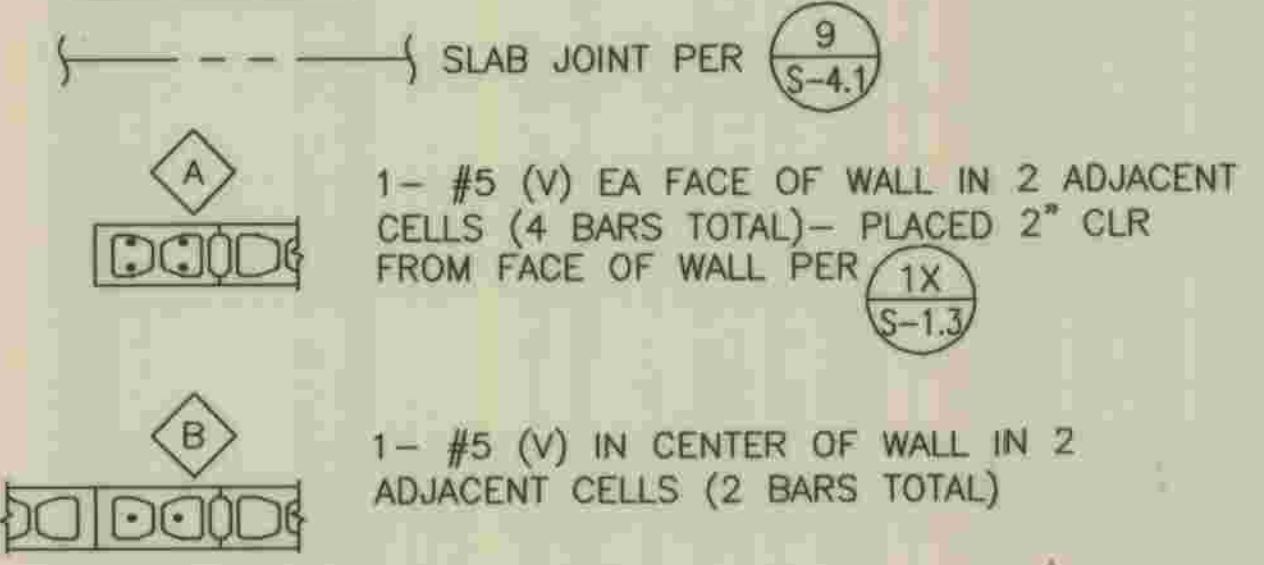 SLAB JOINT PER 9
S-4.1
A
1- #5 (V) EA FACE OF WALL IN 2 ADJACENT
CELLS (4 BARS TOTAL)- PLACED 2" CLR
FROM FACE OF WALL PER 1X
S-1.3
B
1- #5 (V) IN CENTER OF WALL IN 2
ADJACENT CELLS (2 BARS TOTAL)